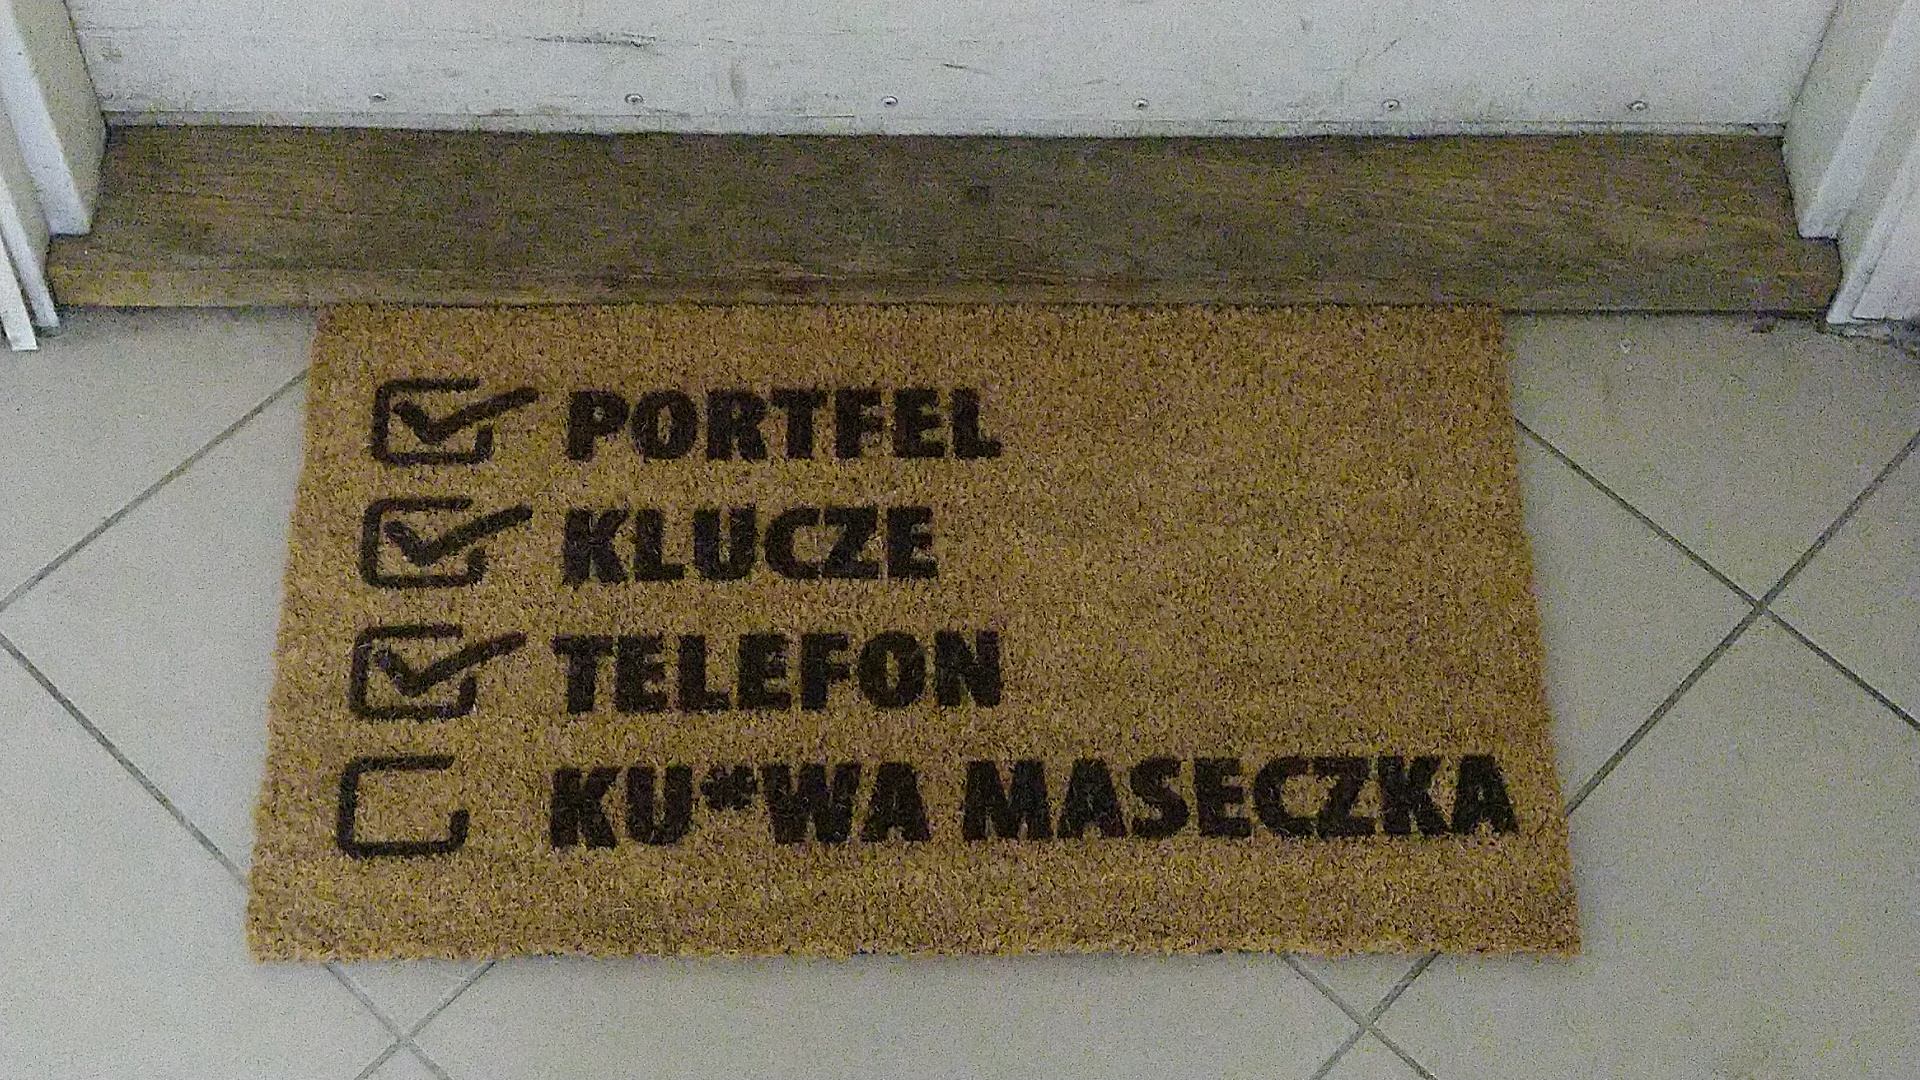 PORTFEL
KLUCZE
TELEFON
KU*WA MASECZKA